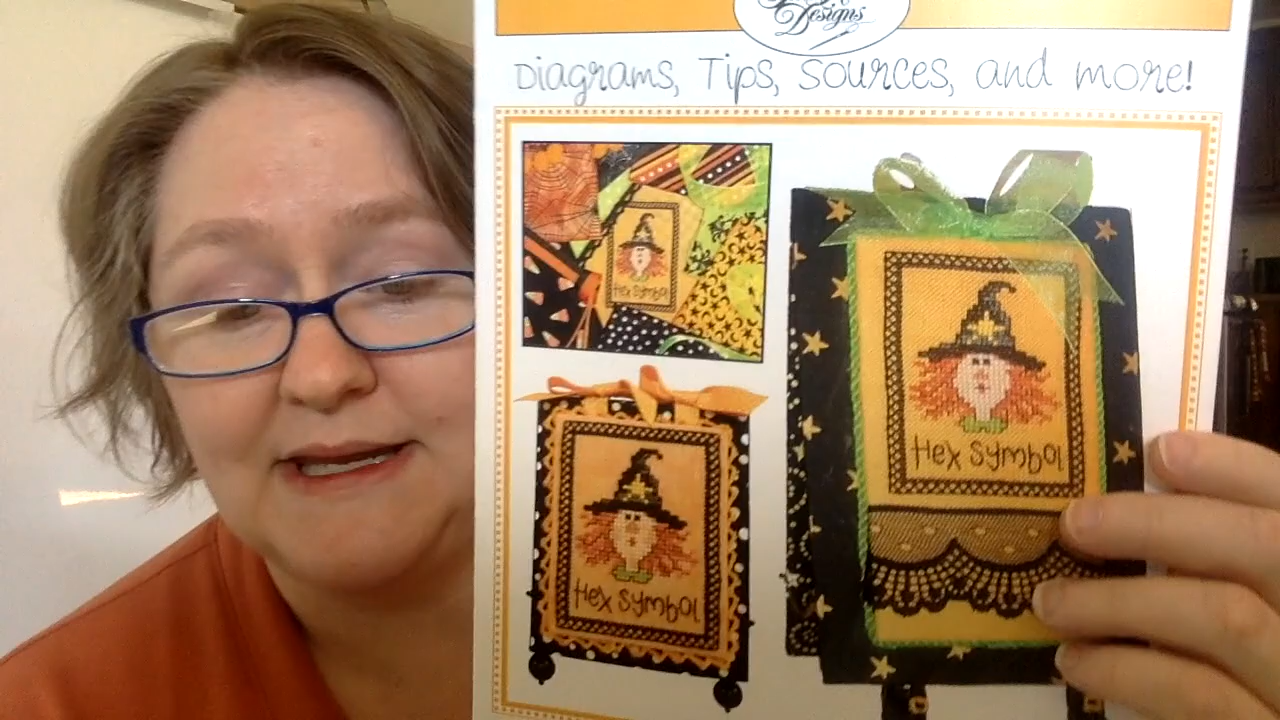 Designs
Diagrams, Tips, Sources, and more!
Hex Symbol
Hex Symbol
Hex Symbol